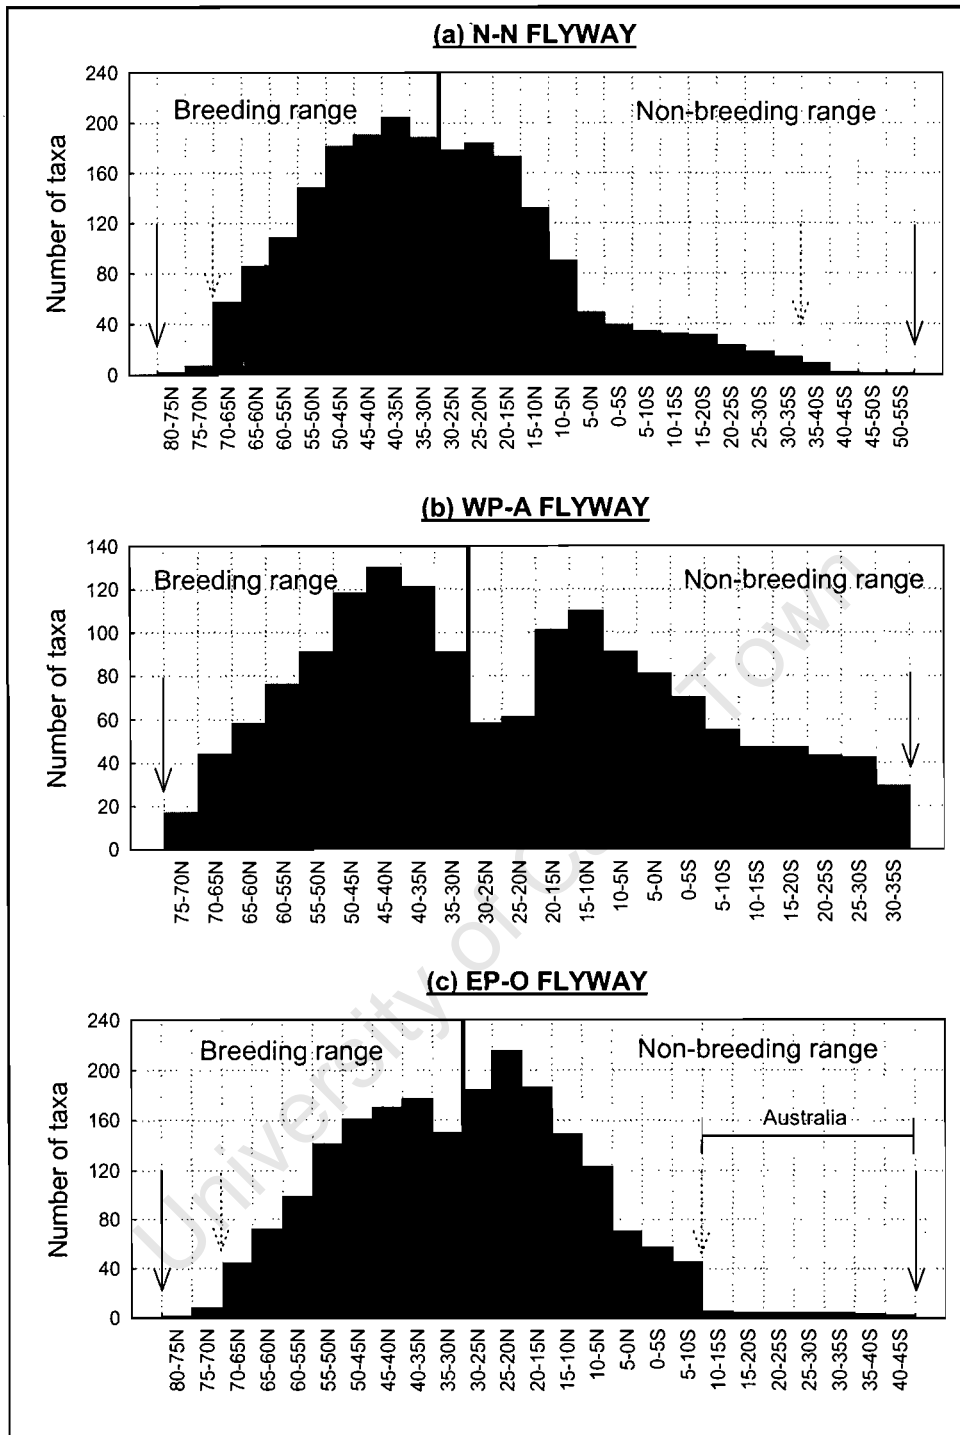 (a) N-N FLYWAY
Number of taxa
240
200
160
120
80
40
0
Breeding range
Non-breeding range
80-75N
75-70N
70-65N
65-60N
60-55N
55-50N
50-45N
45-40N
40-35N
35-30N
30-25N
25-20N
20-15N
15-10N
10-5N
5-0N
0-5S
5-10S
10-15S
15-20S
20-25S
25-30S
30-35S
35-40S
40-45S
45-50S
50-55S
(b) WP-A FLYWAY
Number of taxa
140
120
100
80
60
40
20
0
Breeding range
Non-breeding range
75-70N
70-65N
65-60N
60-55N
55-50N
50-45N
45-40N
40-35N
35-30N
30-25N
25-20N
20-15N
15-10N
10-5N
5-0N
0-5S
5-10S
10-15S
15-20S
20-25S
25-30S
30-35S
(c) EP-O FLYWAY
Number of taxa
240
200
160
120
80
40
0
Breeding range
Non-breeding range
Australia
80-75N
75-70N
70-65N
65-60N
60-55N
55-50N
50-45N
45-40N
40-35N
35-30N
30-25N
25-20N
20-15N
15-10N
10-5N
5-0N
0-5S
5-10S
10-15S
15-20S
20-25S
25-30S
30-35S
35-40S
40-45S
University of Cape Town